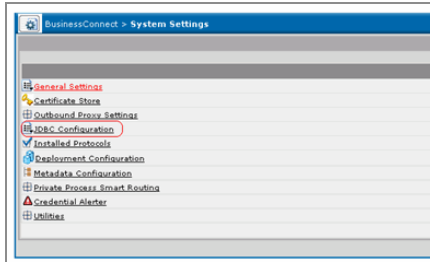 BusinessConnect > System Settings
General Settings
Certificate Store
Outbound Proxy Settings
JDBC Configuration
Installed Protocols
Deployment Configuration
Metadata Configuration
Private Process Smart Routing
Credential Alerter
Utilities